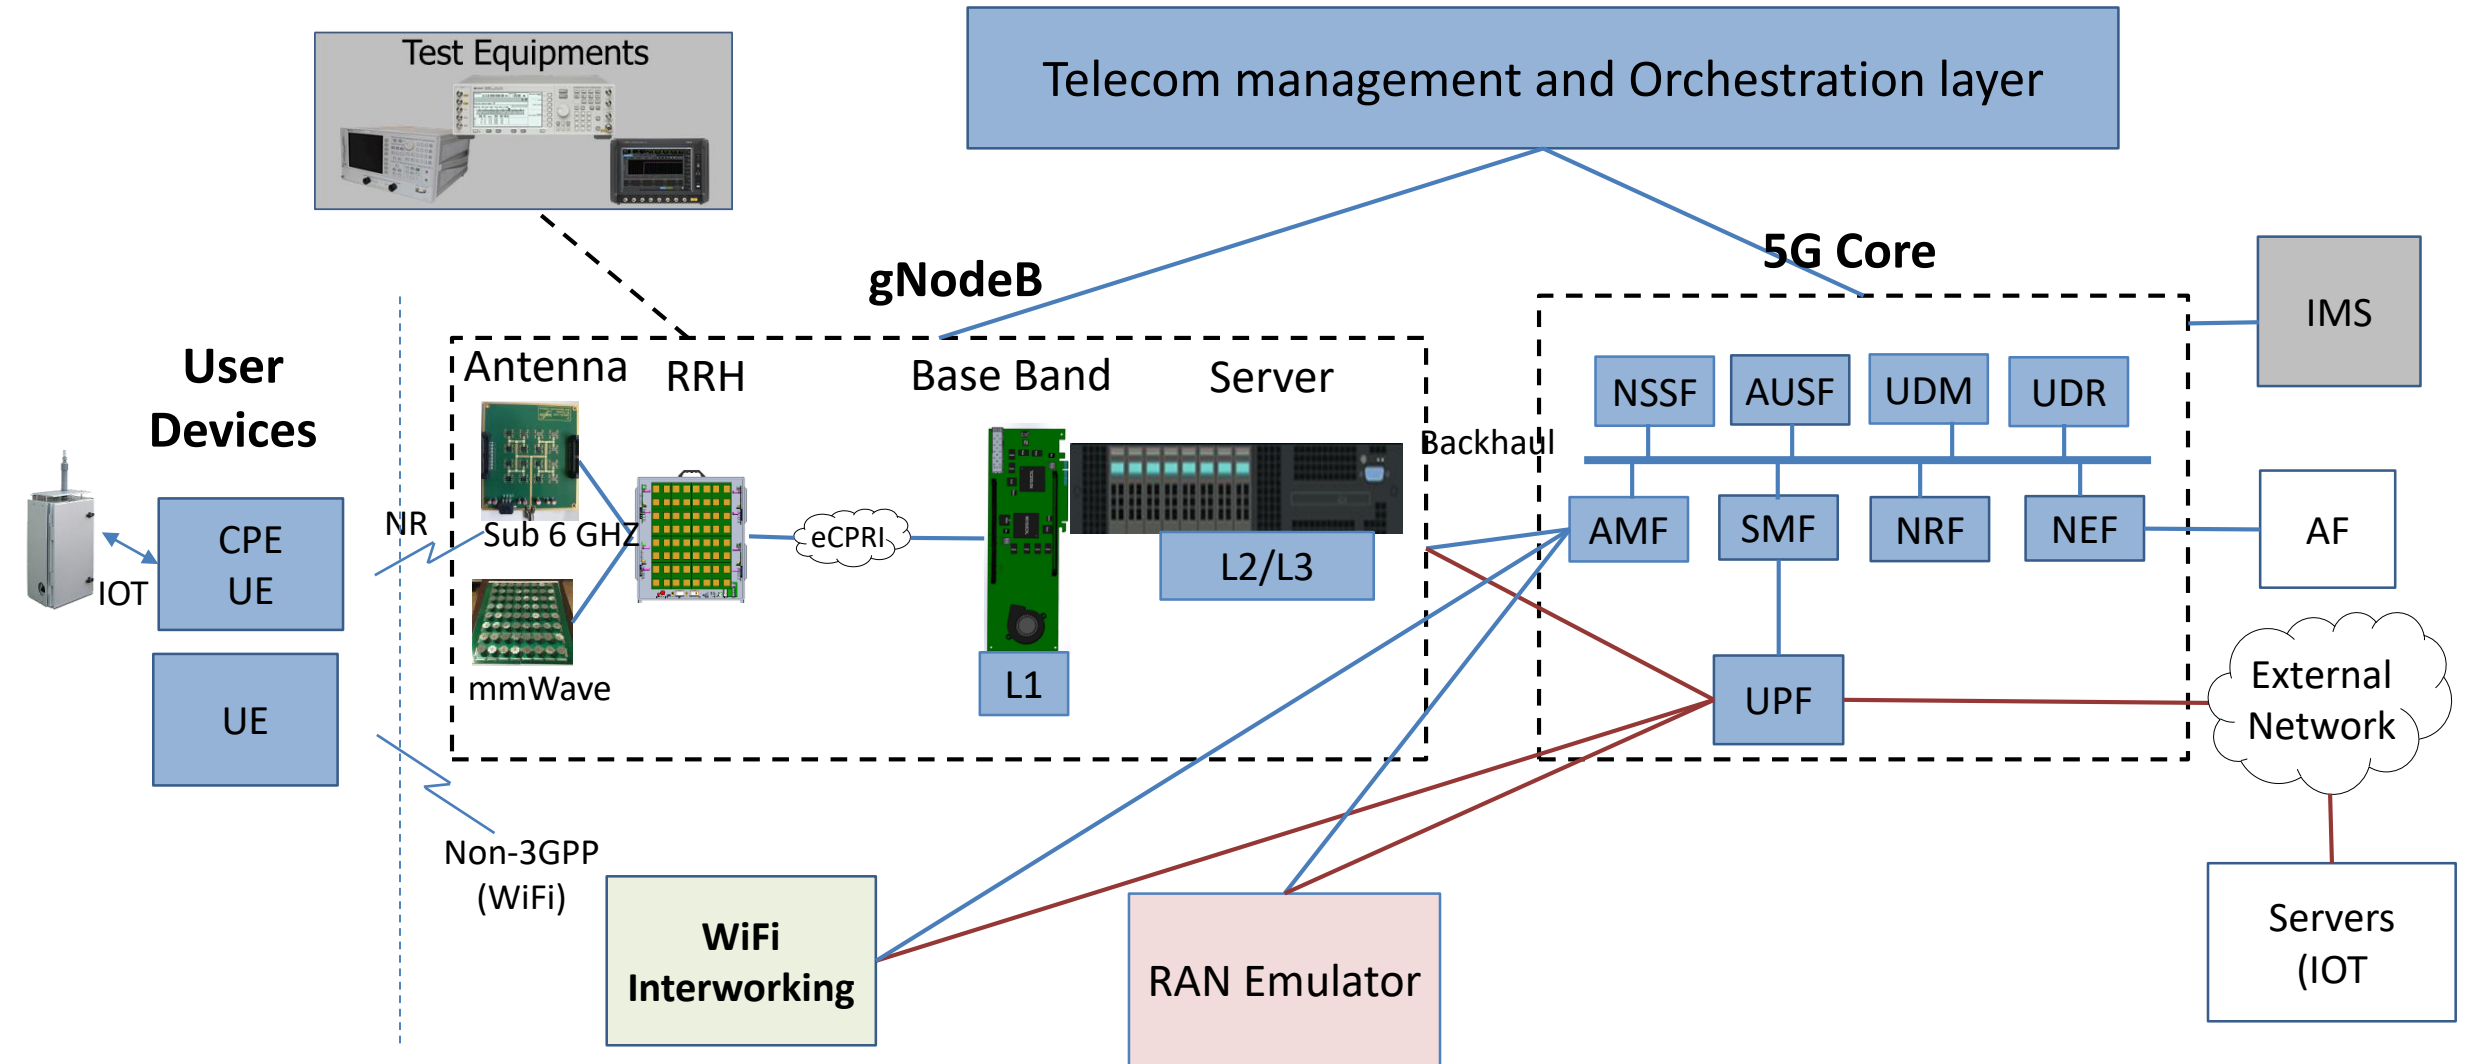 Test Equipments
Telecom management and Orchestration layer
gNodeB
5G Core
IMS
User
Devices
Antenna
RRH
Base Band
Server
NSSF
AUSF
UDM
UDR
Backhaul
CPE
UE
NR
Sub 6 GHZ
eCPRI
L2/L3
AMF
SMF
NRF
NEF
AF
IOT
mmWave
L1
UE
UPF
External
Network
Non-3GPP
(WiFi)
WiFi
Interworking
RAN Emulator
Servers
(IOT